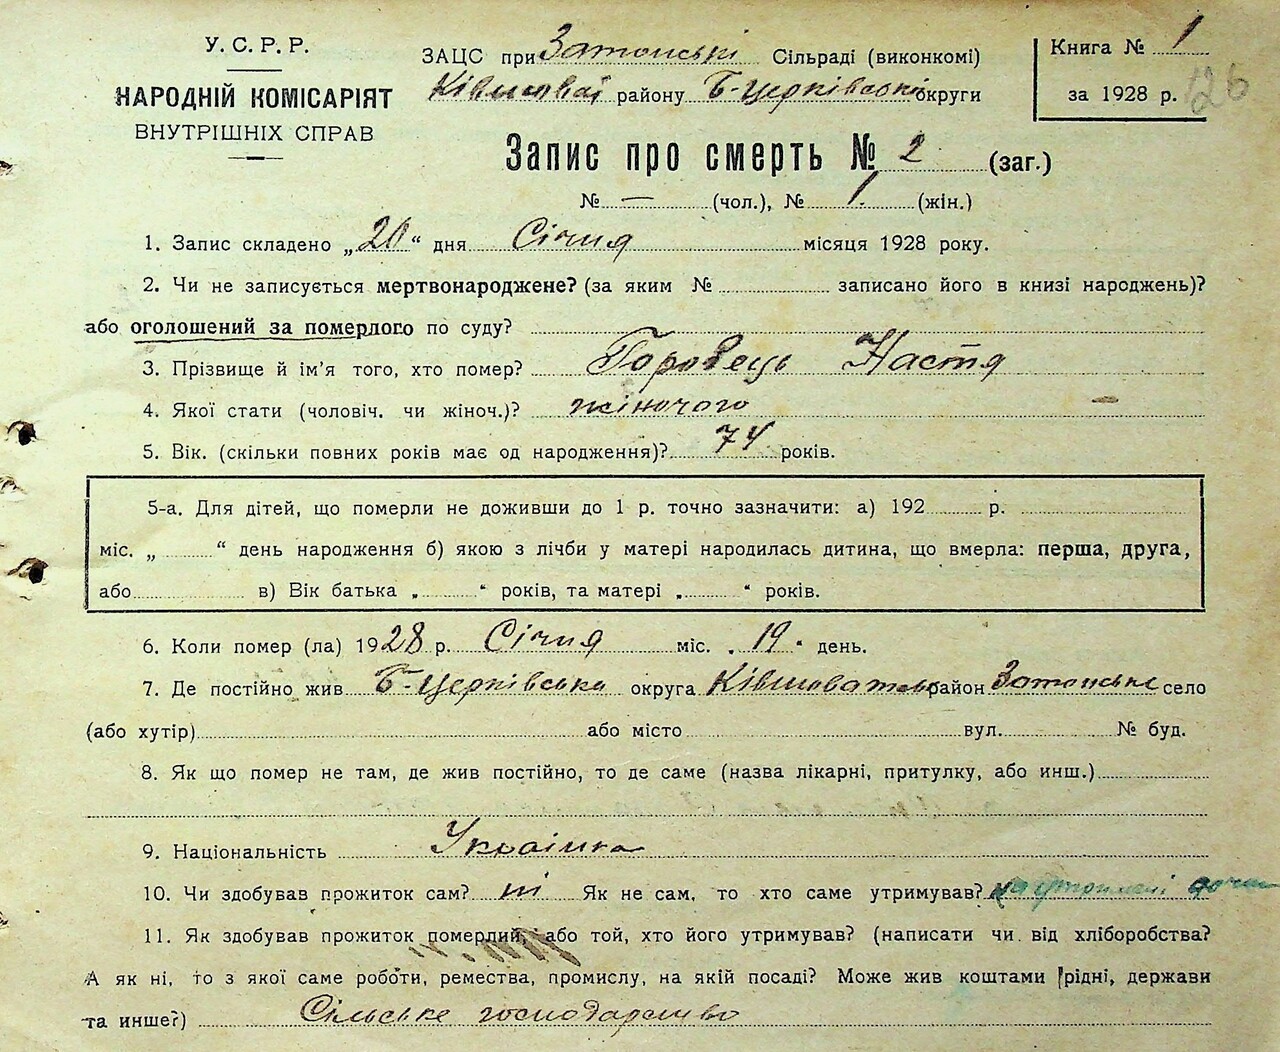 У. С. Р. Р.
НАРОДНІЙ КОМІСАРІЯТ
ВНУТРІШНІХ СПРАВ
ЗАЦС при Затонські Сільраді (виконкомі)
району Б-Церківської округи
Книга № 1
за 1928 р. 126
Запис про смерть № 2 (заг.)
№ — (чол.), № 1. (жін.)
1. Запис складено „20“ дня Січня місяця 1928 року.
2. Чи не записується мертвонароджене? (за яким № записано його в книзі народжень)?
або оголошений за померлого по суду?
3. Прізвище й ім'я того, хто помер? Горовець Настя
4. Якої стати (чоловіч. чи жіноч.)? жіночого —
5. Вік. (скільки повних років має од народження)? 74 років.
5-а. Для дітей, що померли не доживши до 1 р. точно зазначити: а) 192 р.
міс. „ “ день народження б) якою з лічби у матері народилась дитина, що вмерла: перша, друга,
або в) Вік батька „ “ років, та матері „ “ років.
6. Коли помер (ла) 1928 р. Січня міс. „19“ день.
7. Де постійно жив Б-Церківська округа район Затонське село
(або хутір) або місто вул. № буд.
8. Як що помер не там, де жив постійно, то де саме (назва лікарні, притулку, або инш.)
9. Національність Українка
10. Чи здобував прожиток сам? ні Як не сам, то хто саме утримував?
11. Як здобував прожиток померлий, або той, хто його утримував? (написати чи від хліборобства?
А як ні, то з якої саме роботи, ремества, промислу, на якій посаді? Може жив коштами рідні, держави
та инше?) Сільське господарство